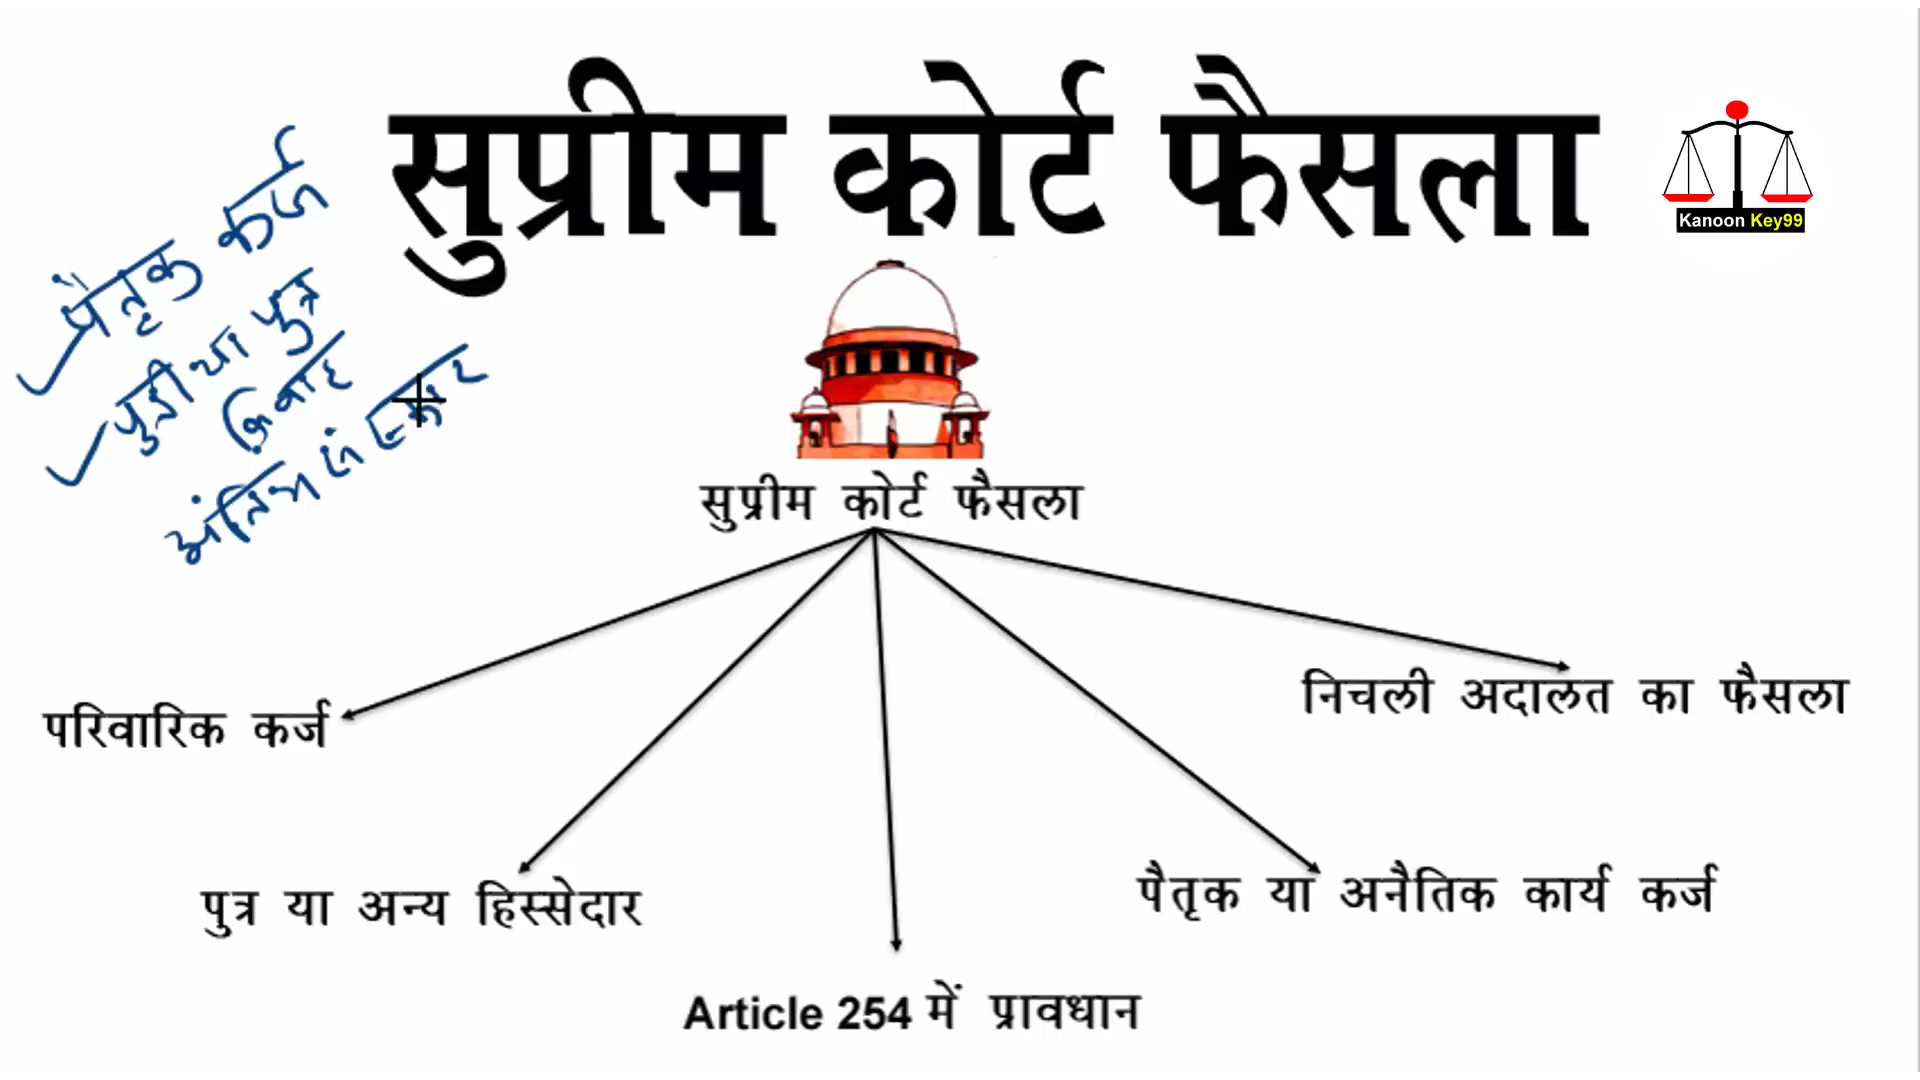 सुप्रीम कोर्ट फैसला
Kanoon Key99
पैतृक कर्ज
पुत्री या पुत्र
विवाह
अंतिम संस्कार
सुप्रीम कोर्ट फैसला
निचली अदालत का फैसला
परिवारिक कर्ज
पैतृक या अनैतिक कार्य कर्ज
पुत्र या अन्य हिस्सेदार
Article 254 में प्रावधान